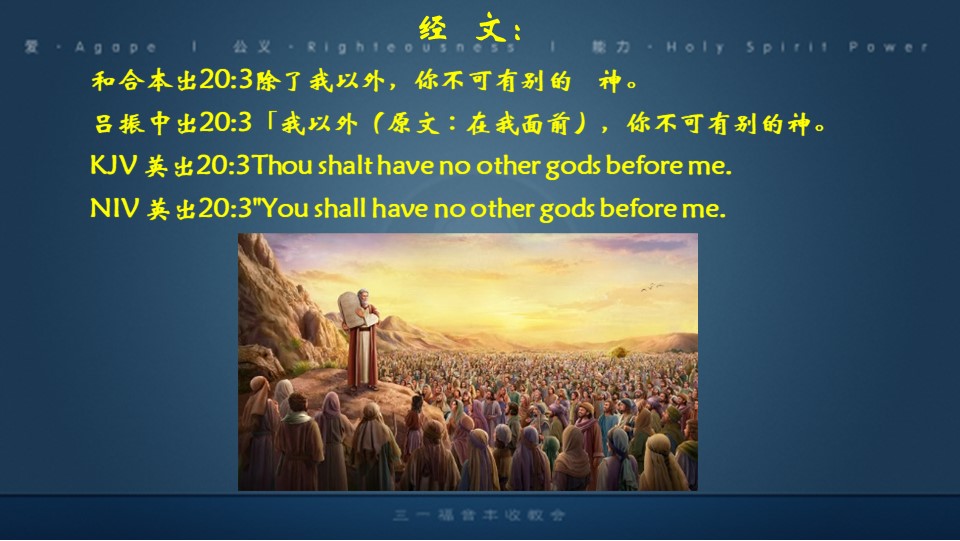 经 文：
爱·Agape | 公义·Righteousness | 能力·Holy Spirit Power
和合本出20:3除了我以外，你不可有别的 神。
吕振中出20:3「我以外（原文：在我面前），你不可有别的神。
KJV 英出20:3Thou shalt have no other gods before me.
NIV 英出20:3"You shall have no other gods before me.
三一福音丰收教会